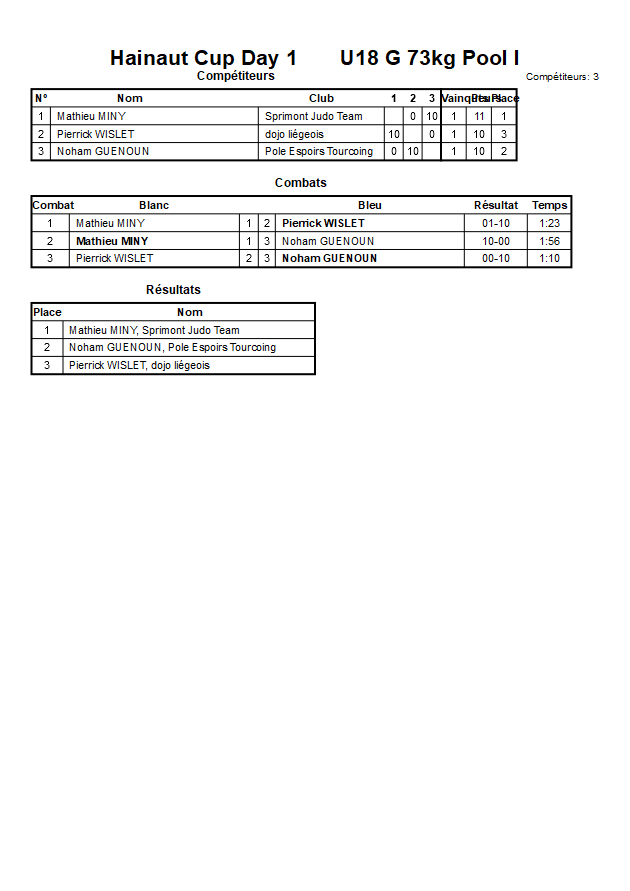 Hainaut Cup Day 1 U18 G 73kg Pool I
Compétiteurs Compétiteurs: 3
Nº Nom Club 1 2 3 Vainqueurs Pts Place
1 Mathieu MINY Sprimont Judo Team 0 10 1 11 1
2 Pierrick WISLET dojo liégeois 10 0 1 10 3
3 Noham GUENOUN Pole Espoirs Tourcoing 0 10 1 10 2
Combats
Combat Blanc Bleu Résultat Temps
1 Mathieu MINY 1 2 Pierrick WISLET 01-10 1:23
2 Mathieu MINY 1 3 Noham GUENOUN 10-00 1:56
3 Pierrick WISLET 2 3 Noham GUENOUN 00-10 1:10
Résultats
Place Nom
1 Mathieu MINY, Sprimont Judo Team
2 Noham GUENOUN, Pole Espoirs Tourcoing
3 Pierrick WISLET, dojo liégeois